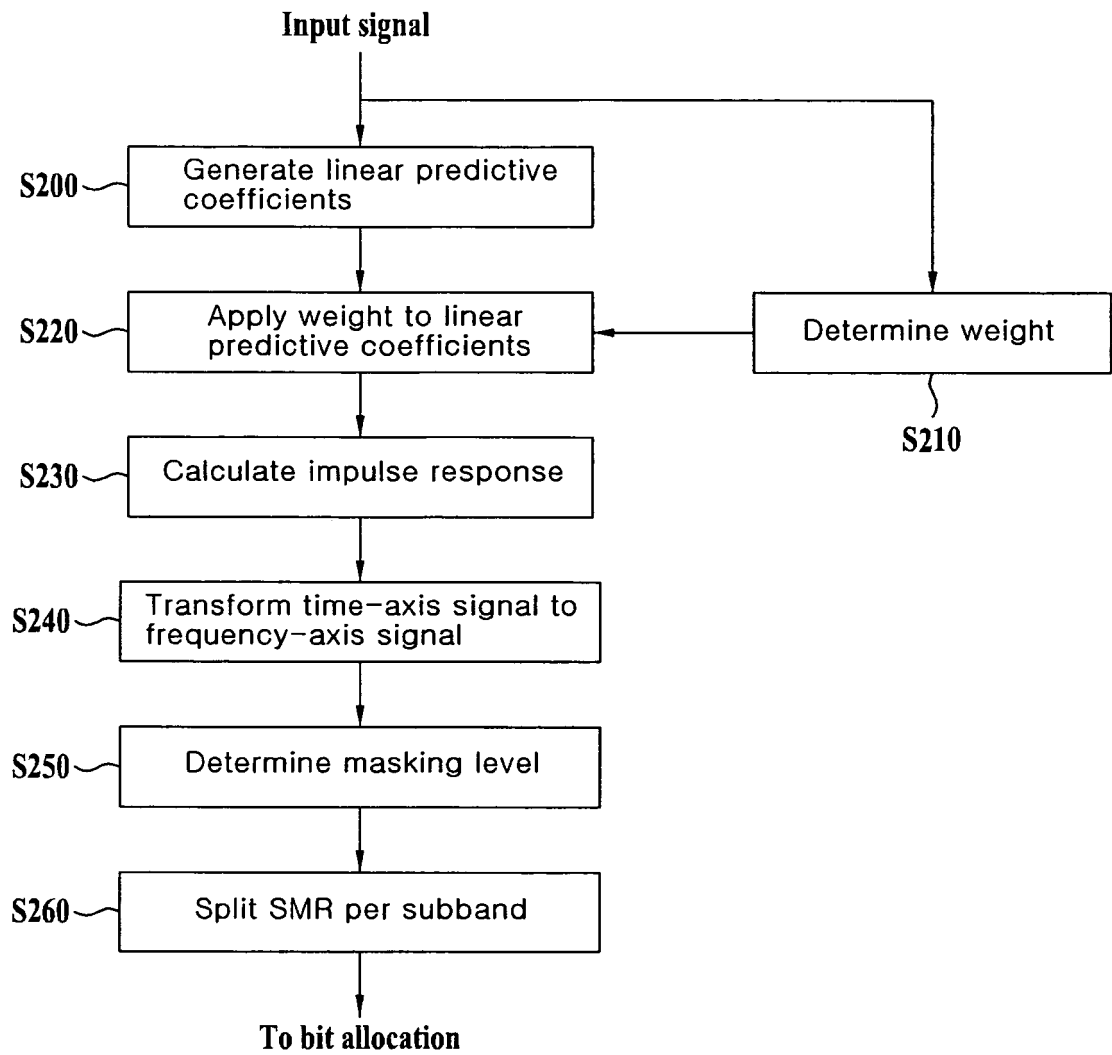 Input signal
S200
Generate linear predictive
coefficients
S220
Apply weight to linear
predictive coefficients
Determine weight
S210
S230
Calculate impulse response
S240
Transform time-axis signal to
frequency-axis signal
S250
Determine masking level
S260
Split SMR per subband
To bit allocation